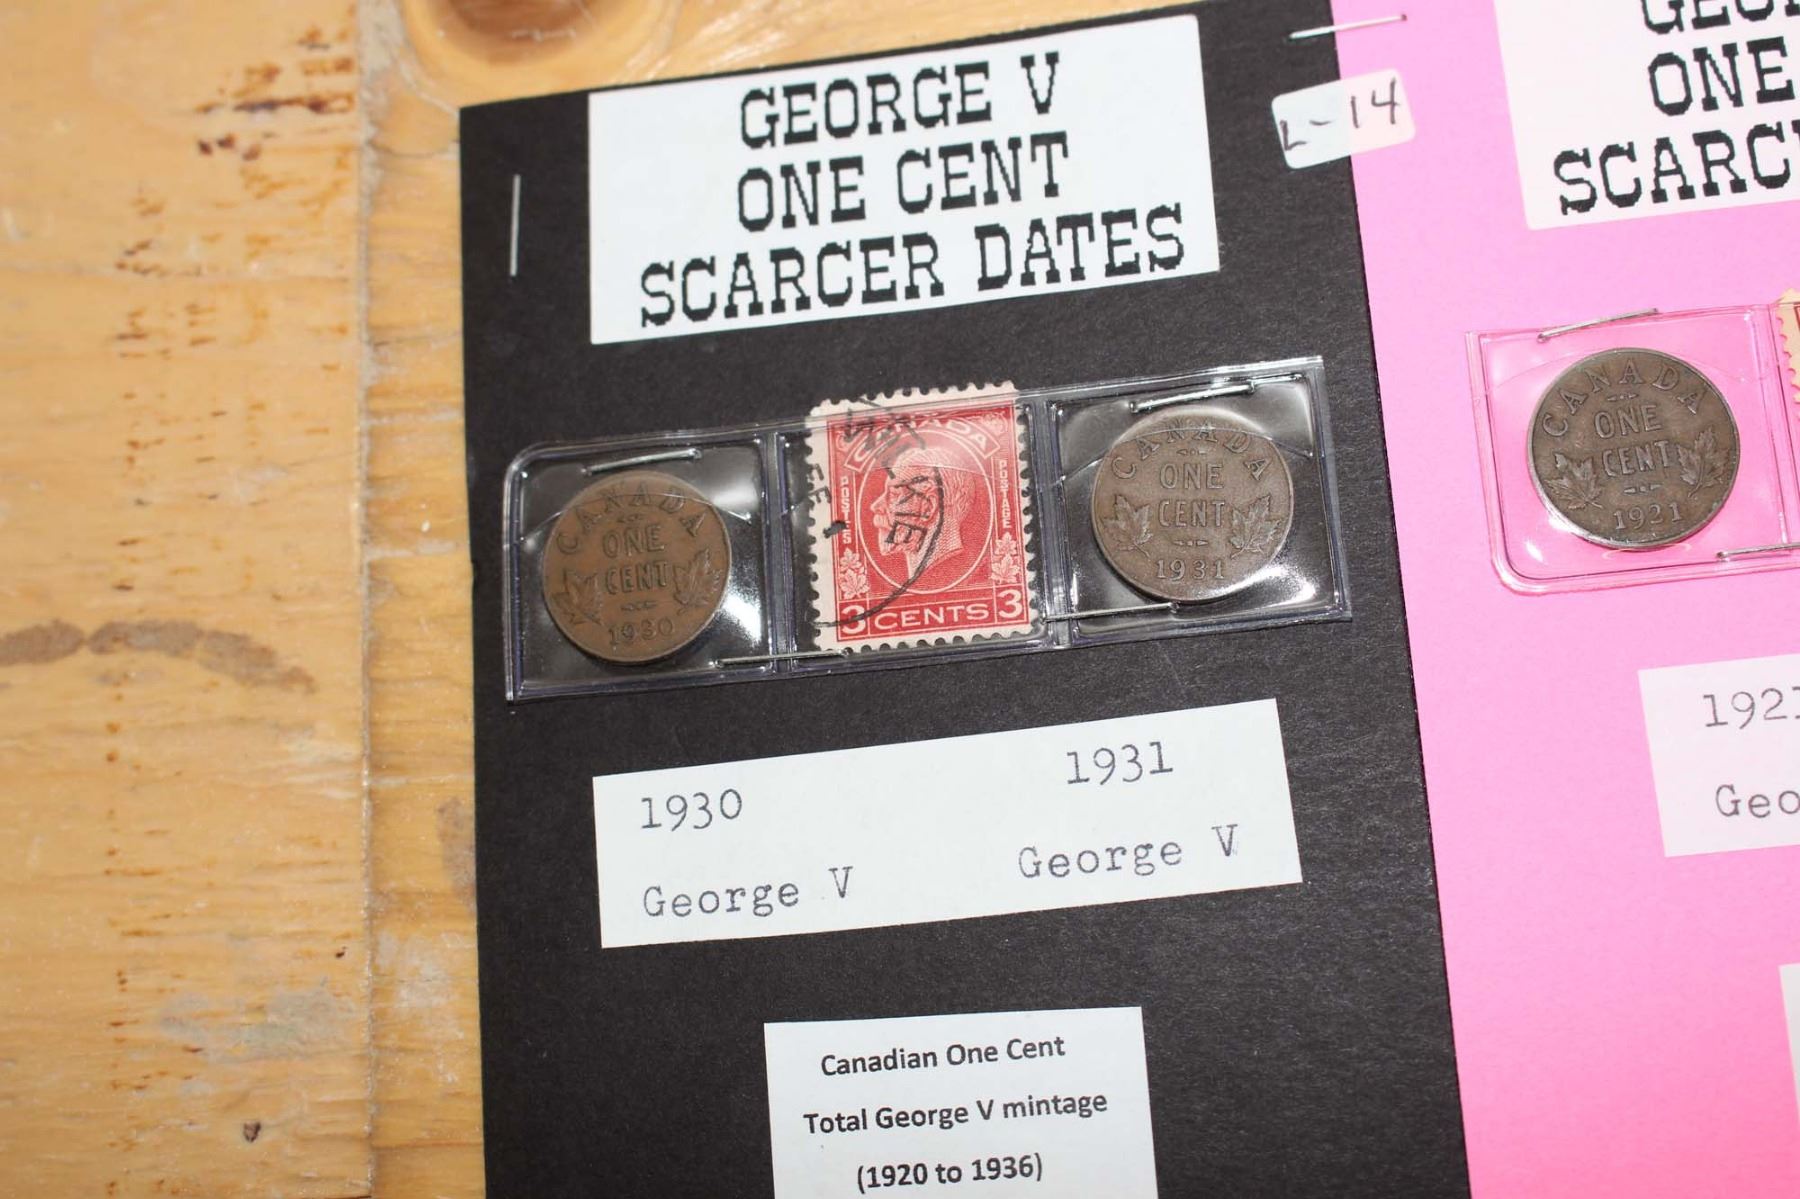 GEORGE V
ONE CENT
SCARCER DATES
L-14
CANADA
ONE
CENT
1930
CANADA
POSTES
POSTAGE
3 CENTS 3
CANADA
ONE
CENT
1931
1930
1931
George V
George V
Canadian One Cent
Total George V mintage
(1920 to 1936)
ONE
SCARC
CANADA
ONE
CENT
1921
1921
Geo